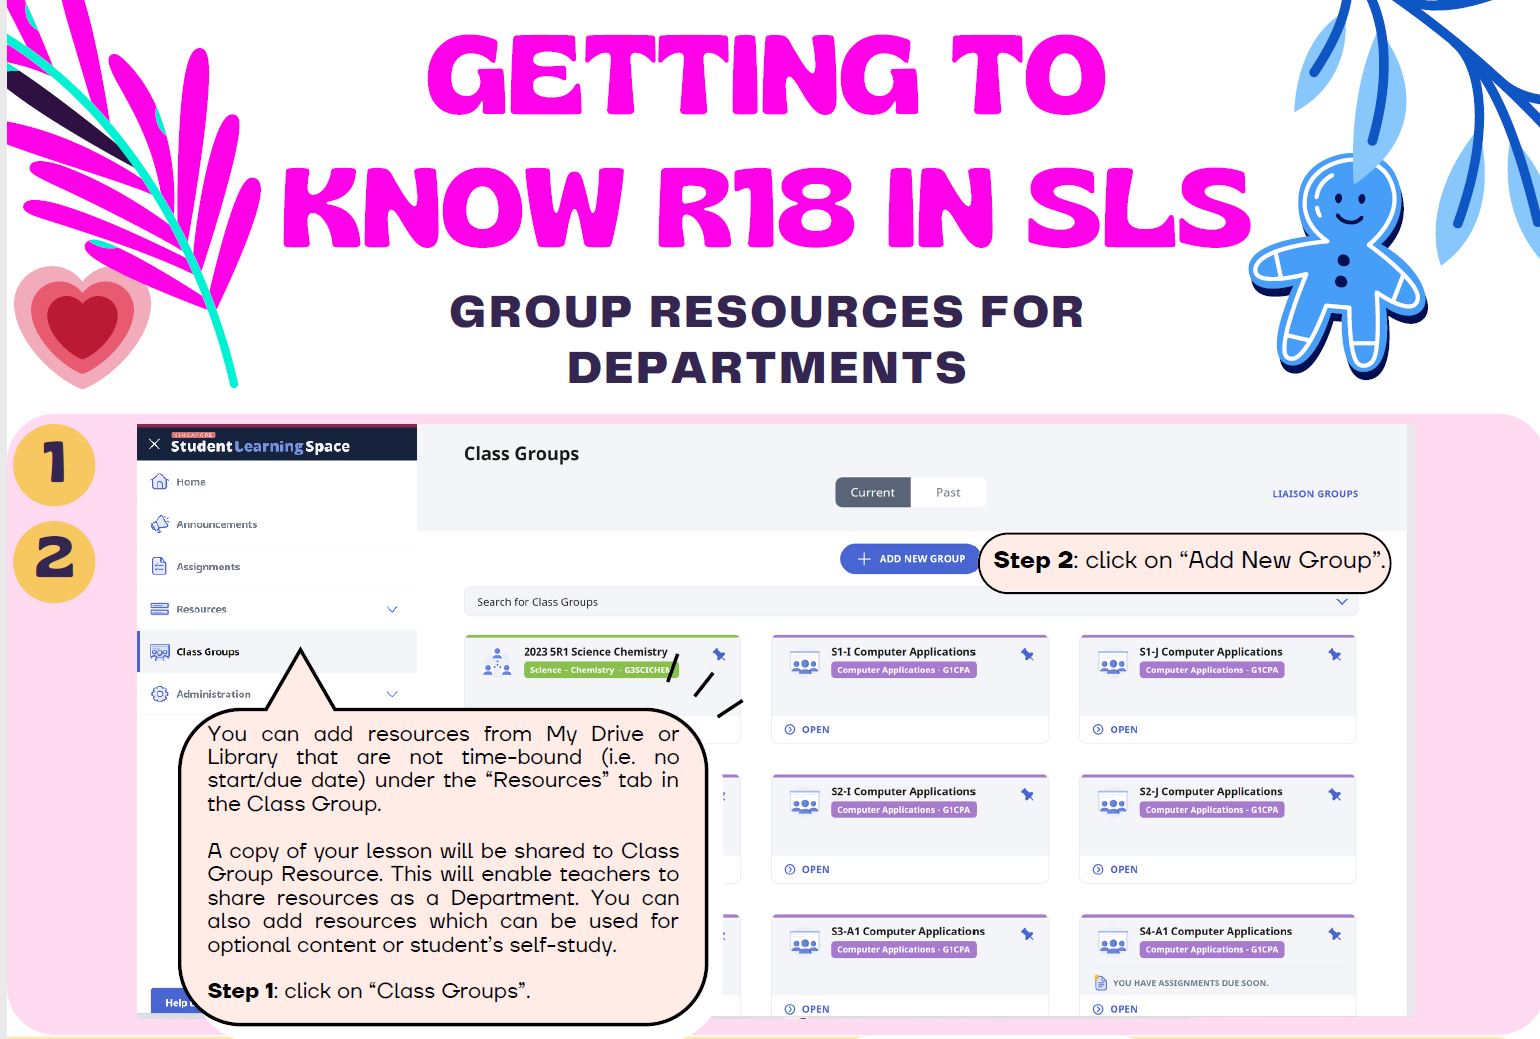 GETTING TO
KNOW R18 IN SLS
GROUP RESOURCES FOR
DEPARTMENTS
1
2
SINGAPORE
Student Learning Space
Home
Announcements
Assignments
Resources
Class Groups
Administration
Class Groups
Current
Past
LIAISON GROUPS
ADD NEW GROUP
Step 2: click on “Add New Group”.
Search for Class Groups
2023 5R1 Science Chemistry
Science – Chemistry - G3SCICHEM
S1-I Computer Applications
Computer Applications - G1CPA
OPEN
S1-J Computer Applications
Computer Applications - G1CPA
OPEN
S2-I Computer Applications
Computer Applications - G1CPA
OPEN
S2-J Computer Applications
Computer Applications - G1CPA
OPEN
S3-A1 Computer Applications
Computer Applications - G1CPA
OPEN
S4-A1 Computer Applications
Computer Applications - G1CPA
YOU HAVE ASSIGNMENTS DUE SOON.
OPEN
You can add resources from My Drive or
Library that are not time-bound (i.e. no
start/due date) under the “Resources” tab in
the Class Group.
A copy of your lesson will be shared to Class
Group Resource. This will enable teachers to
share resources as a Department. You can
also add resources which can be used for
optional content or student’s self-study.
Step 1: click on “Class Groups”.
Help